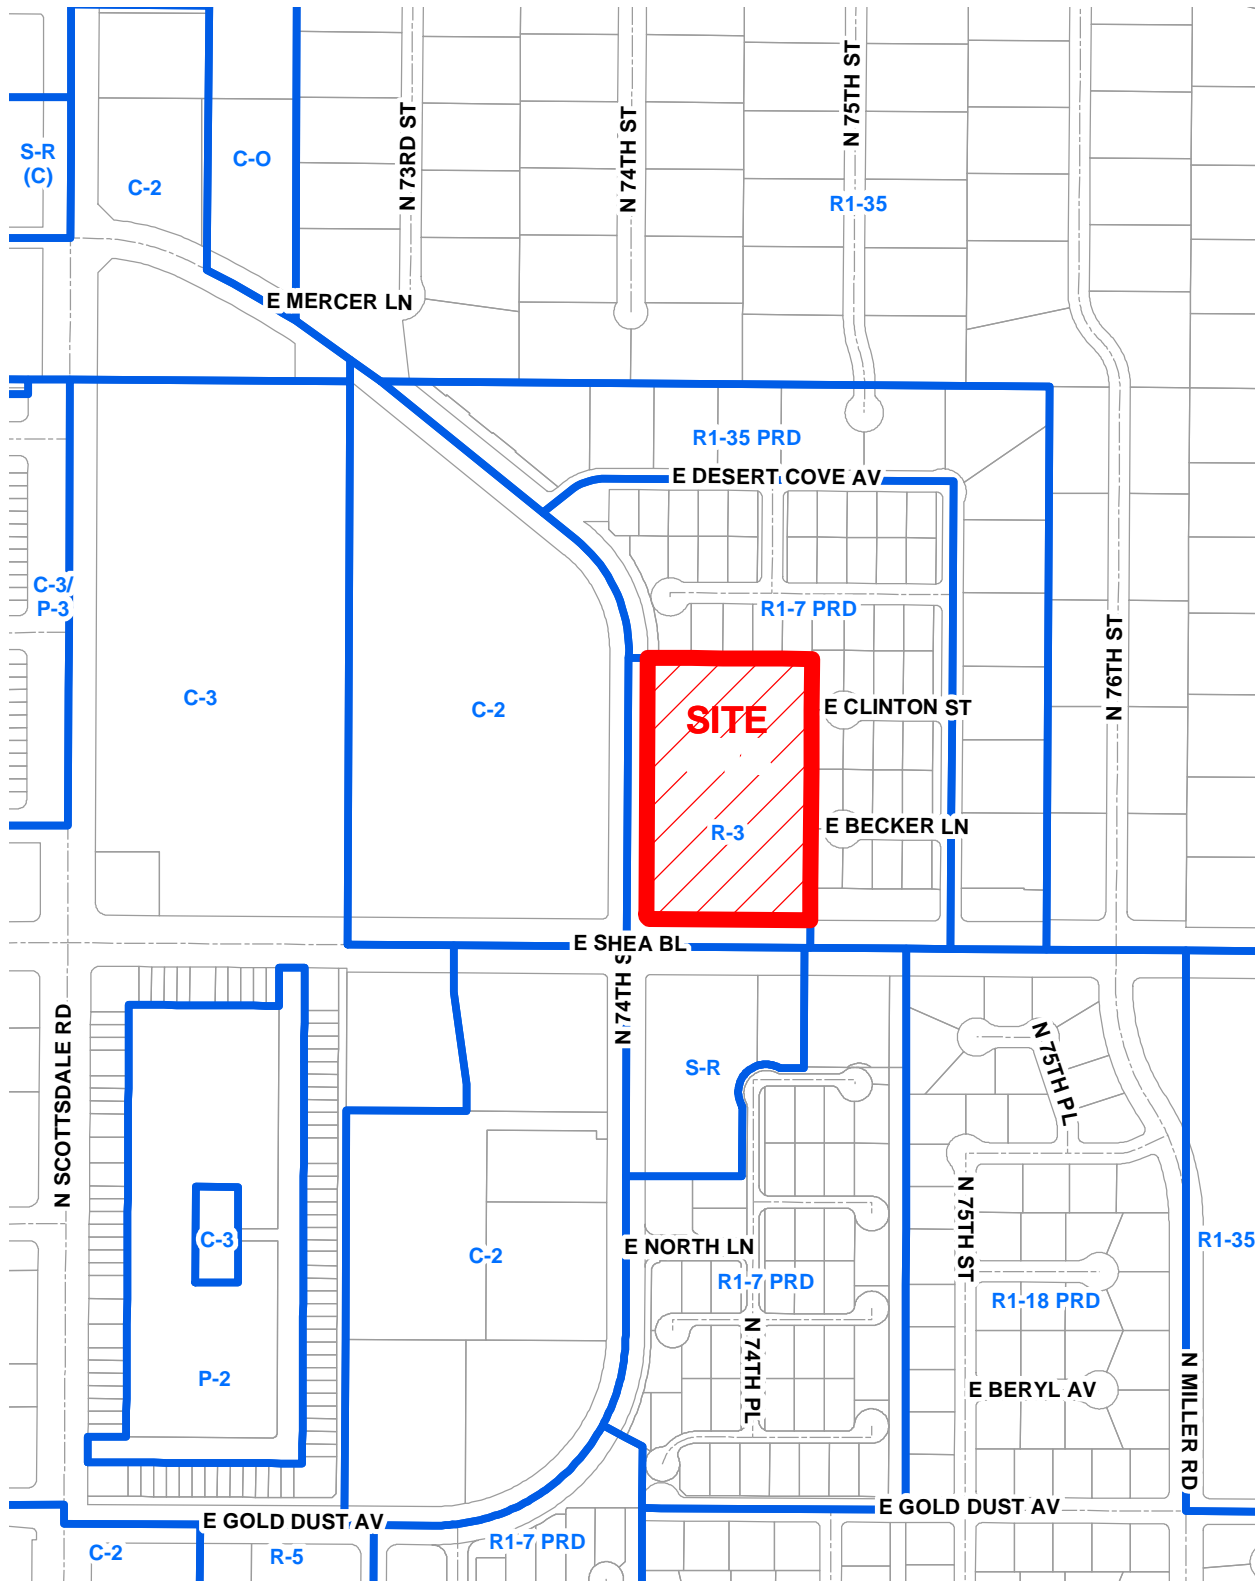 N 73RD ST
N 74TH ST
N 75TH ST
S-R
(C)
C-2
C-O
R1-35
E MERCER LN
R1-35 PRD
E DESERT COVE AV
C-3/
P-3
R1-7 PRD
N 76TH ST
C-3
C-2
SITE
E CLINTON ST
R-3
E BECKER LN
E SHEA BL
N 74TH S
N SCOTTSDALE RD
S-R
N 75TH PL
C-3
C-2
E NORTH LN
N 75TH ST
R1-35
R1-7 PRD
R1-18 PRD
N 74TH PL
P-2
E BERYL AV
N MILLER RD
E GOLD DUST AV
E GOLD DUST AV
C-2
R-5
R1-7 PRD